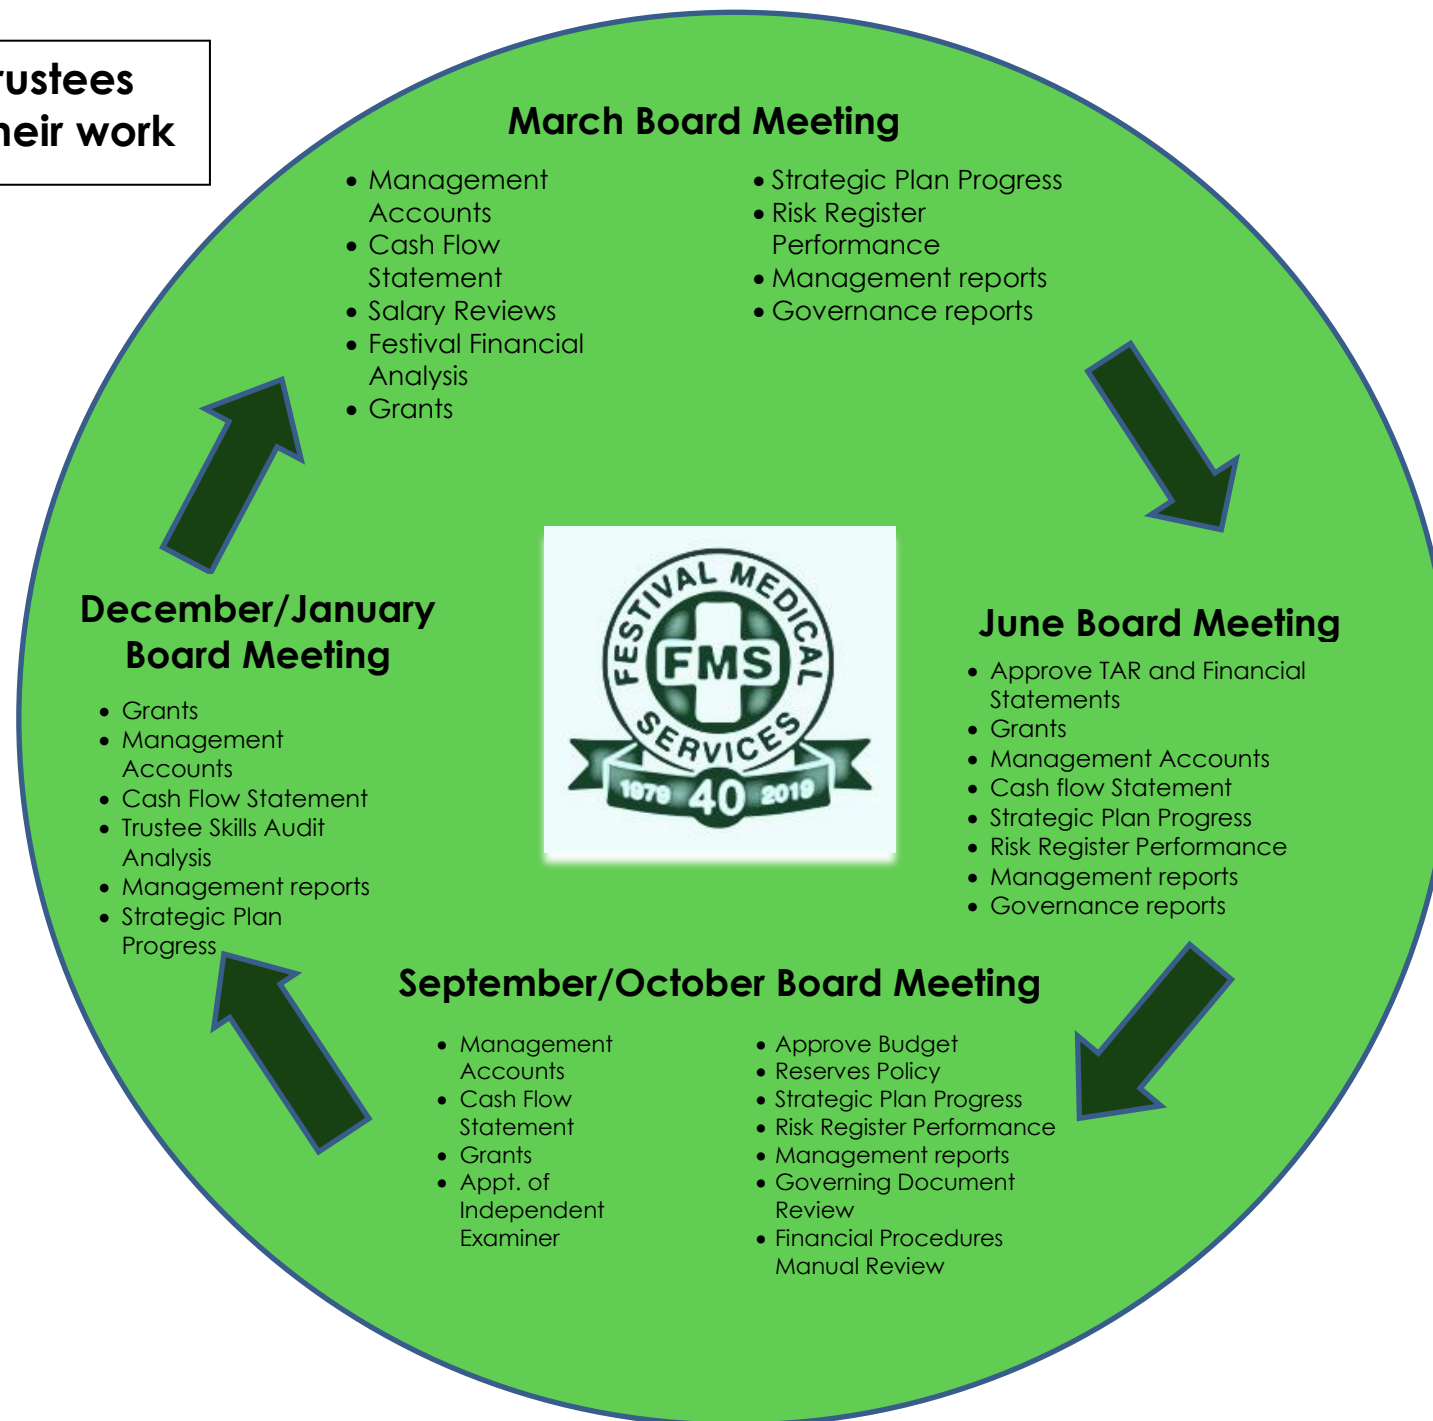 rustees
heir work
March Board Meeting
• Management
Accounts
• Cash Flow
Statement
• Salary Reviews
• Festival Financial
Analysis
• Grants
• Strategic Plan Progress
• Risk Register
Performance
• Management reports
• Governance reports
December/January
Board Meeting
• Grants
• Management
Accounts
• Cash Flow Statement
• Trustee Skills Audit
Analysis
• Management reports
• Strategic Plan
Progress
FESTIVAL MEDICAL
FMS
SERVICES
1979 40 2019
June Board Meeting
• Approve TAR and Financial
Statements
• Grants
• Management Accounts
• Cash flow Statement
• Strategic Plan Progress
• Risk Register Performance
• Management reports
• Governance reports
September/October Board Meeting
• Management
Accounts
• Cash Flow
Statement
• Grants
• Appt. of
Independent
Examiner
• Approve Budget
• Reserves Policy
• Strategic Plan Progress
• Risk Register Performance
• Management reports
• Governing Document
Review
• Financial Procedures
Manual Review